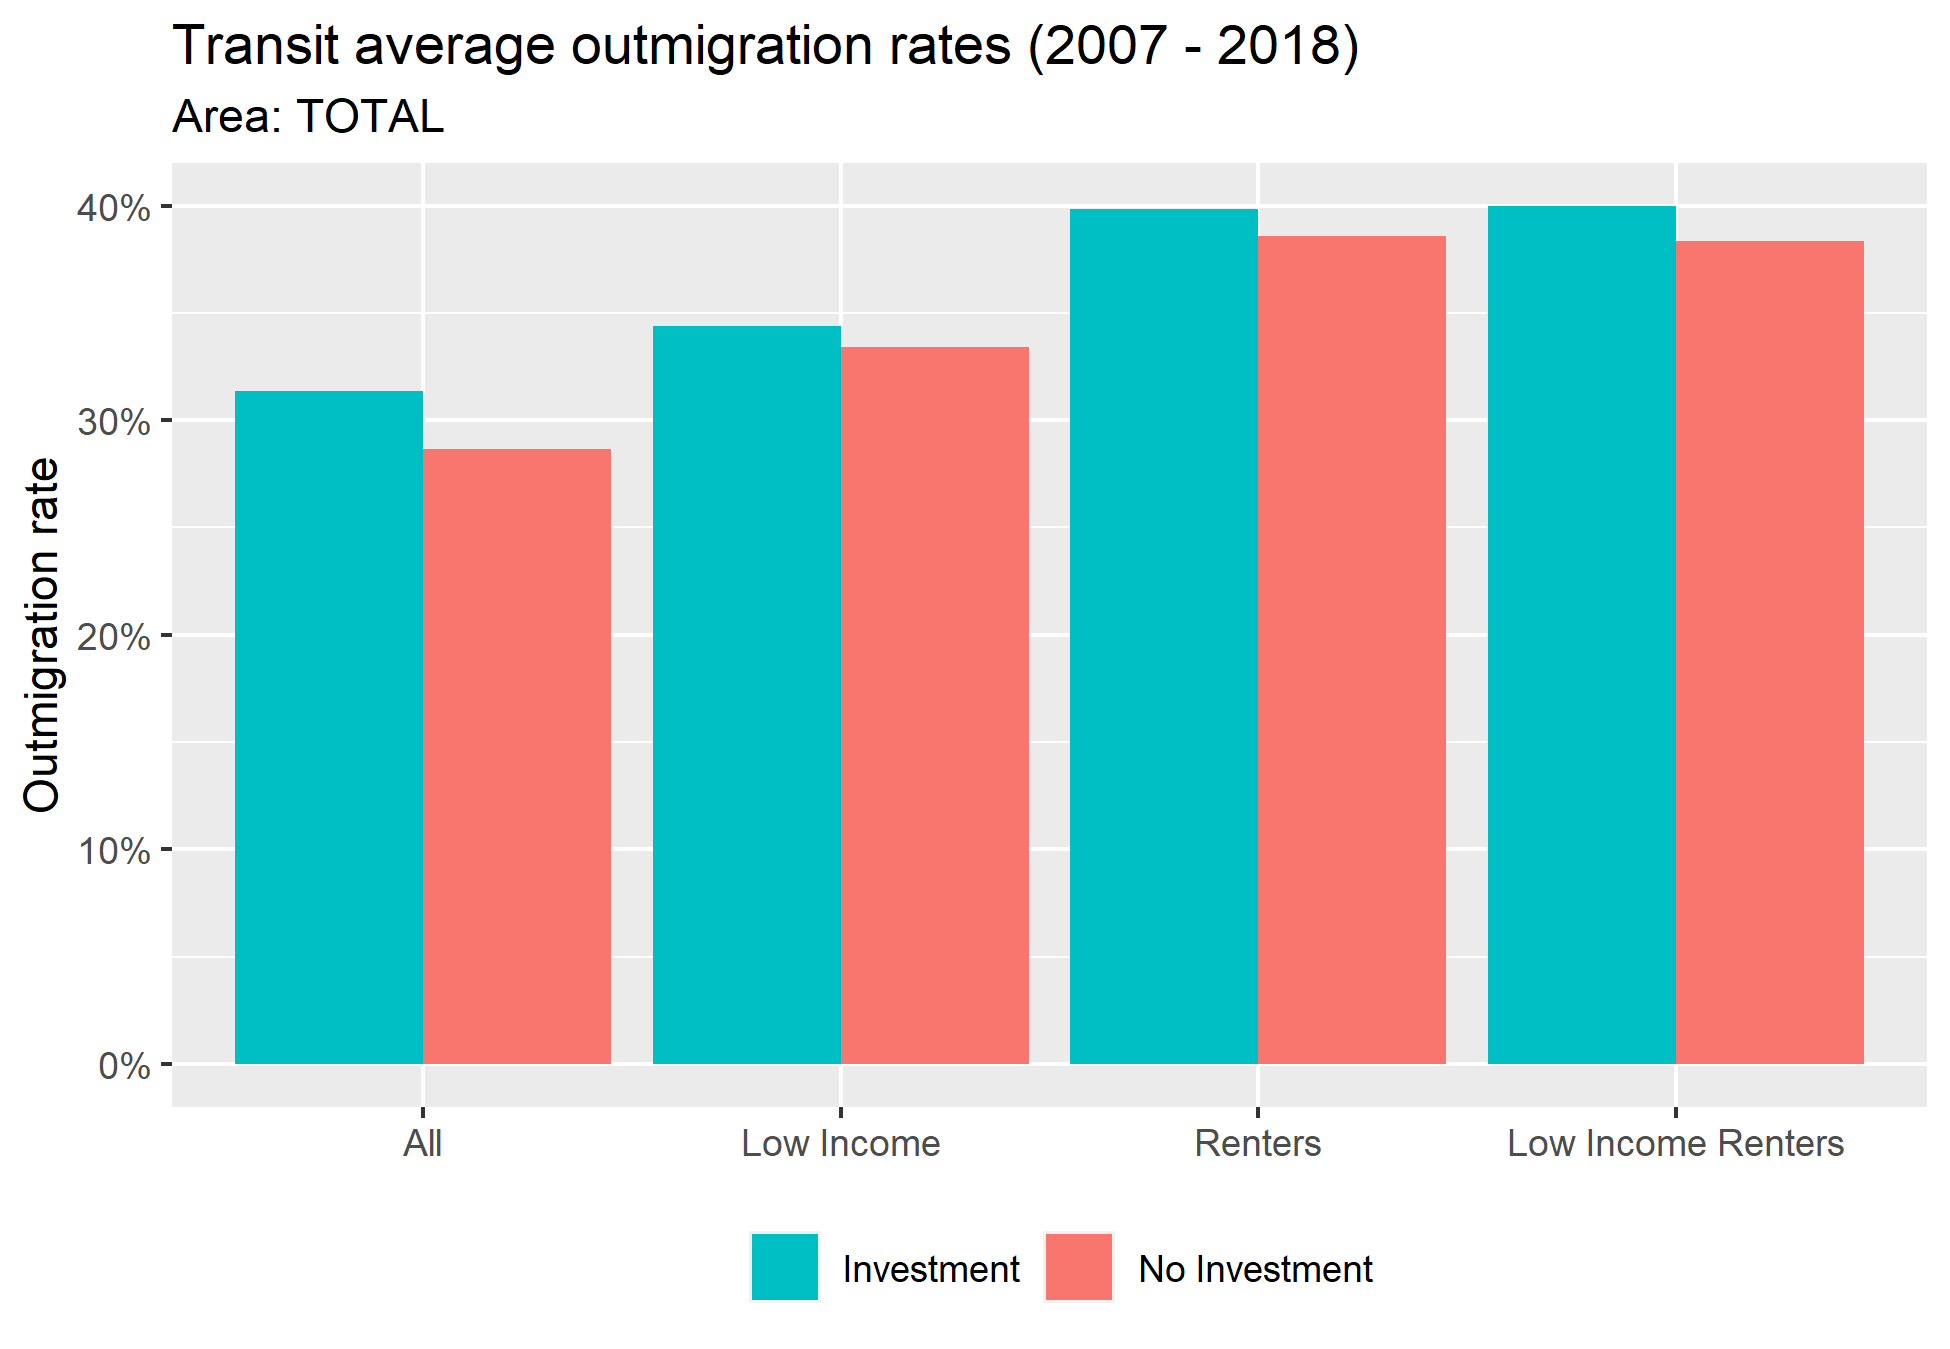 Transit average outmigration rates (2007 - 2018)
Area: TOTAL
Outmigration rate
40%
30%
20%
10%
0%
All
Low Income
Renters
Low Income Renters
Investment
No Investment